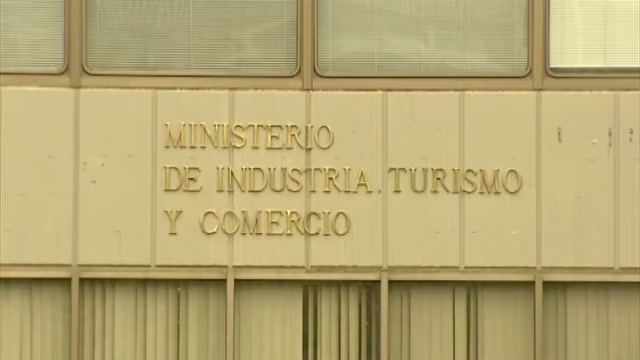 MINISTERIO
DE INDUSTRIA, TURISMO
Y COMERCIO